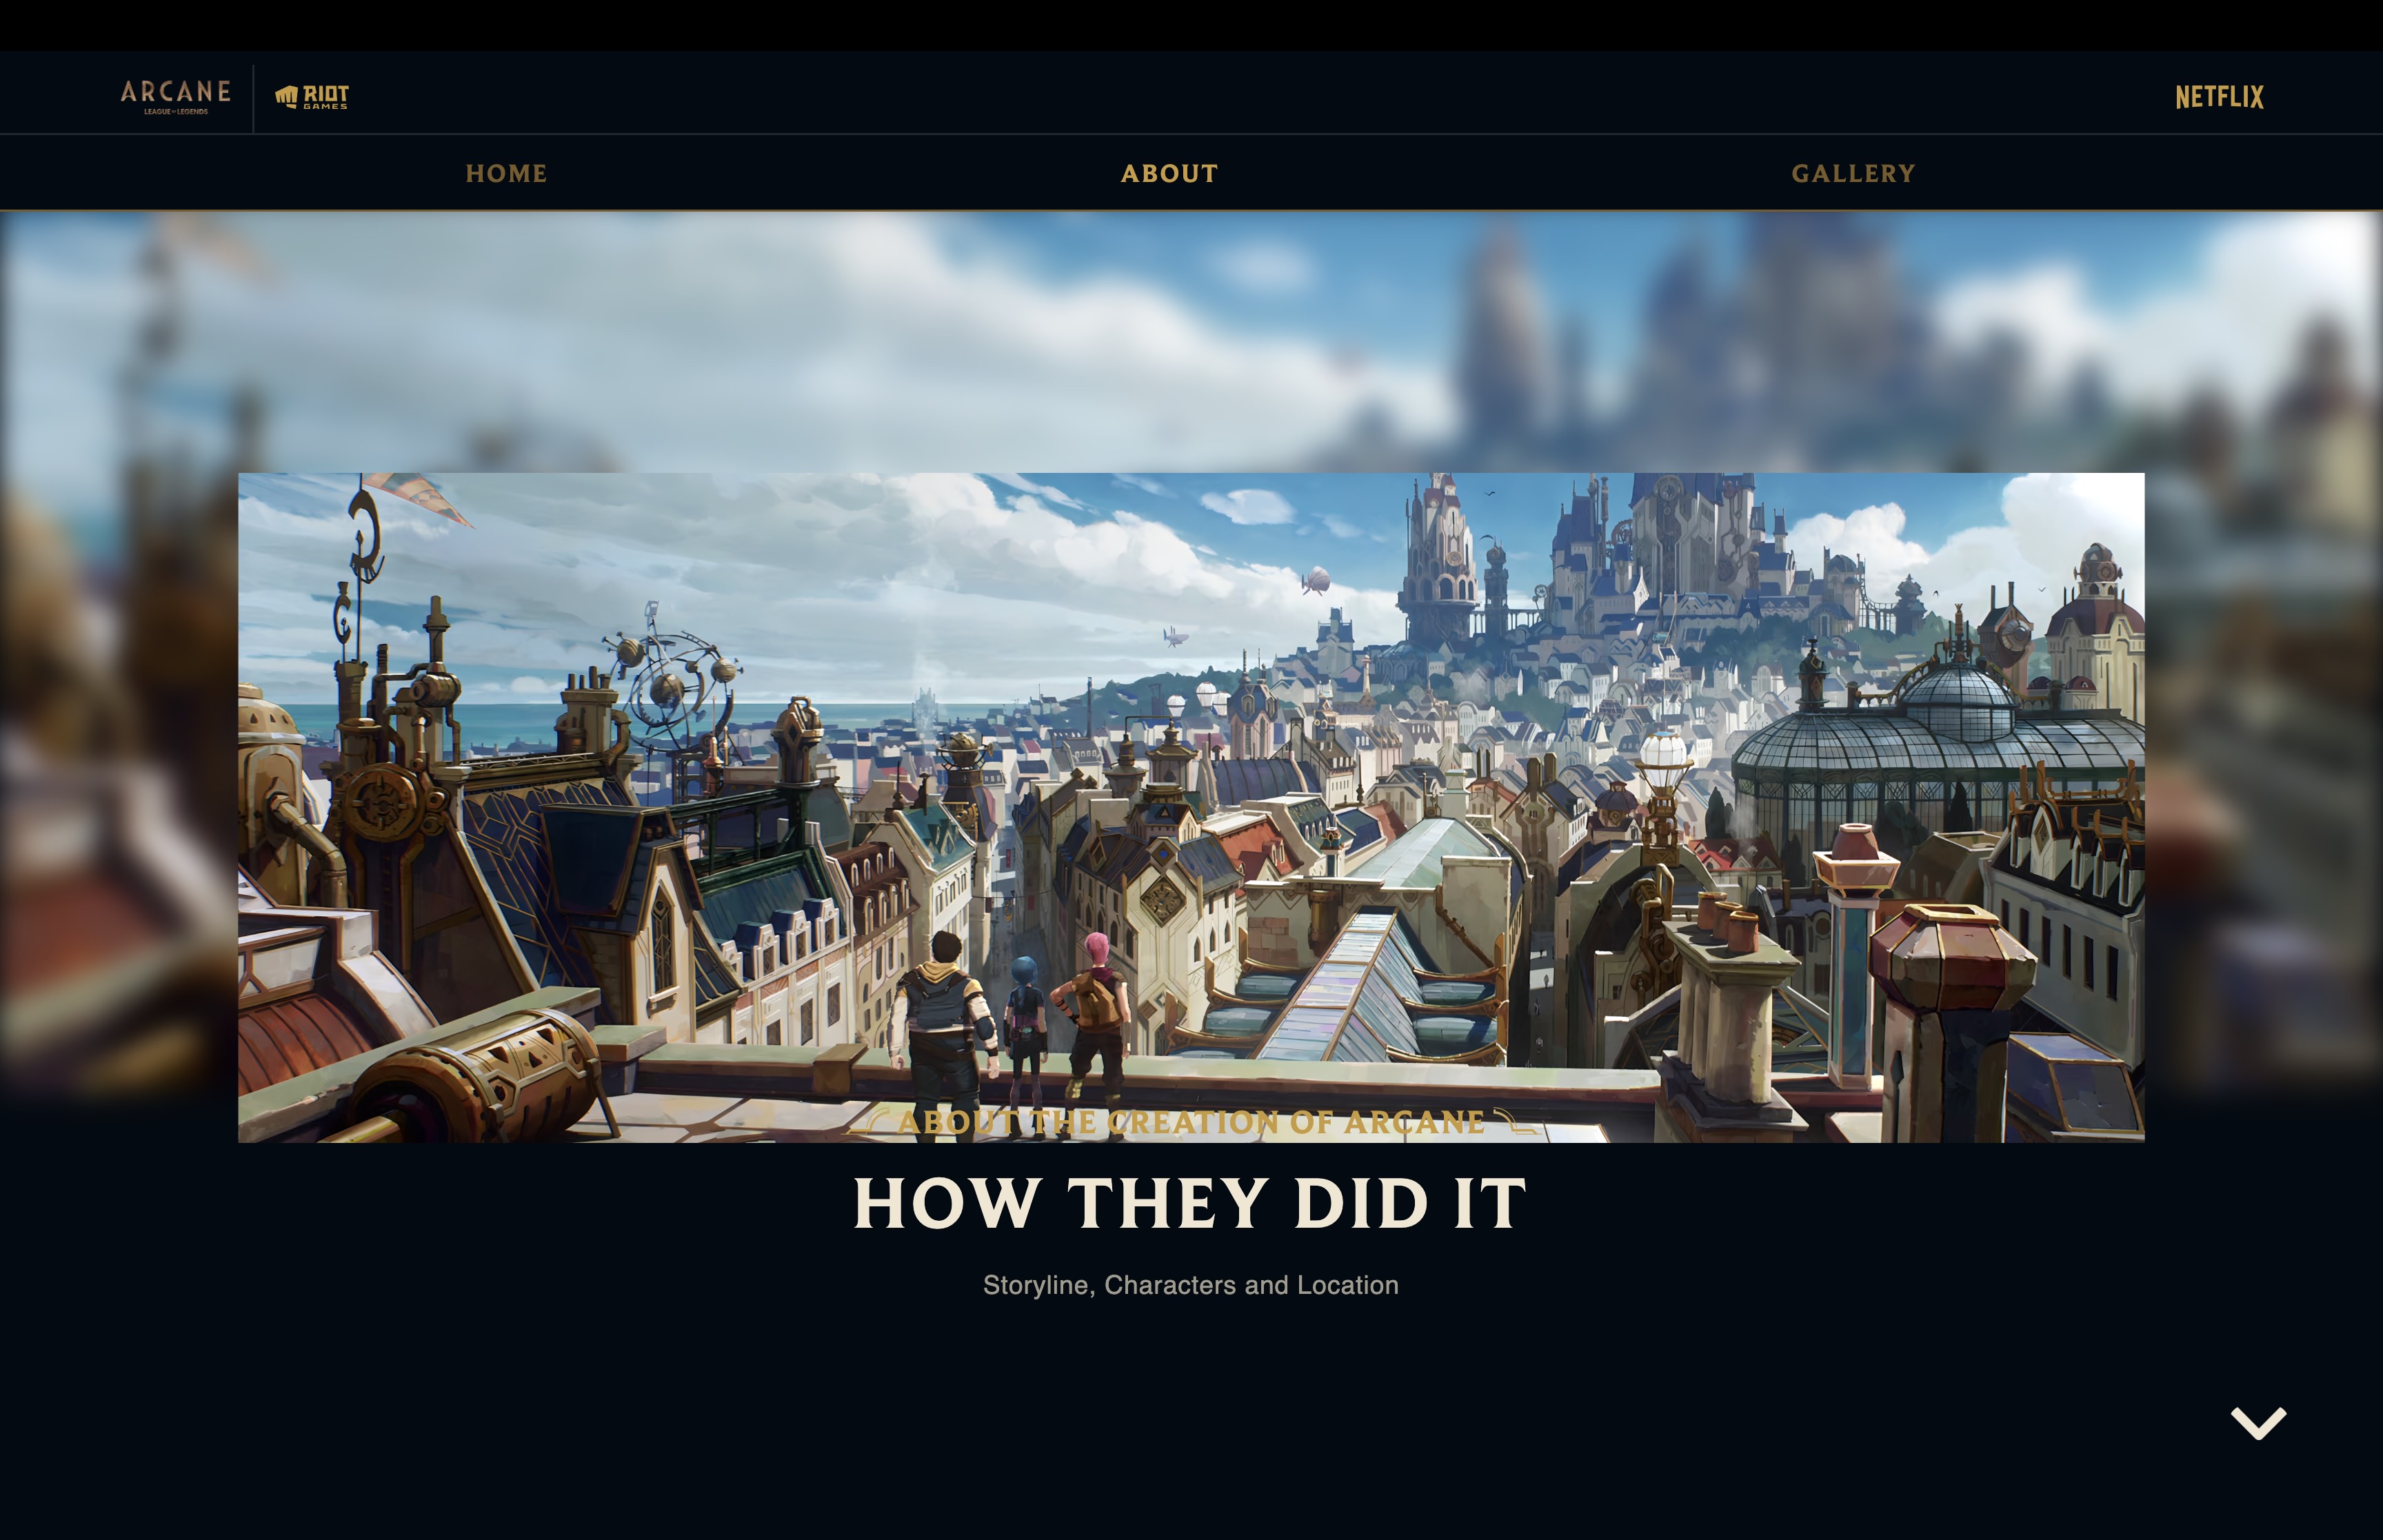 ARCANE
LEAGUE OF LEGENDS
RIOT
GAMES
NETFLIX
HOME
ABOUT
GALLERY
ABOUT THE CREATION OF ARCANE
HOW THEY DID IT
Storyline, Characters and Location